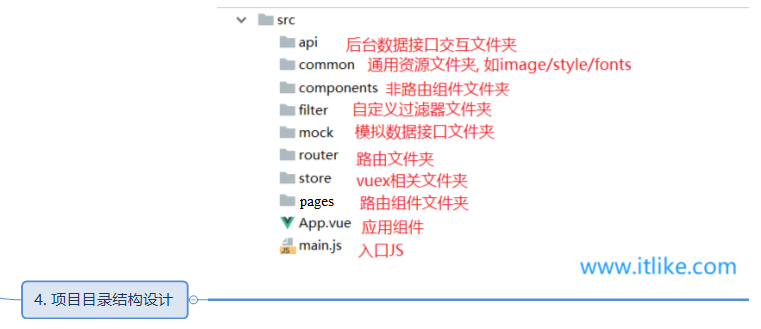 src
api 后台数据接口交互文件夹
common 通用资源文件夹, 如image/style/fonts
components 非路由组件文件夹
filter 自定义过滤器文件夹
mock 模拟数据接口文件夹
router 路由文件夹
store vuex相关文件夹
pages 路由组件文件夹
App.vue 应用组件
JS main.js 入口JS
www.itlike.com
4. 项目目录结构设计